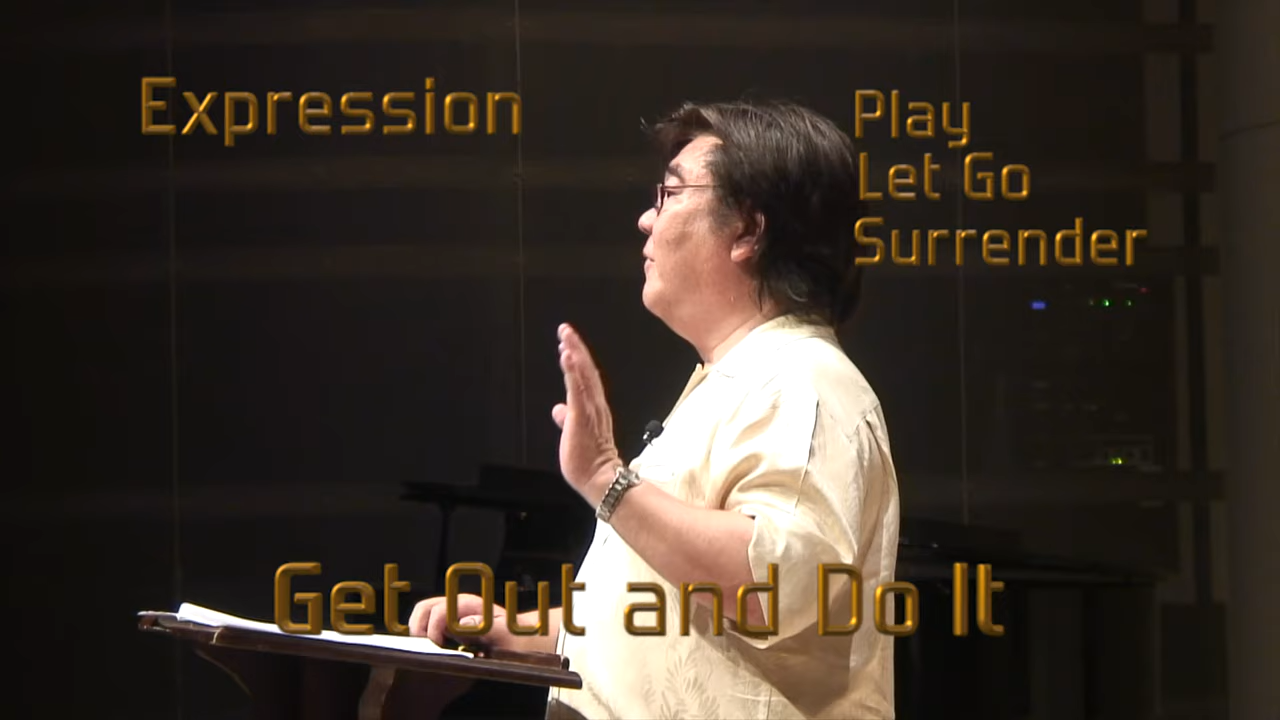 Expression
Play
Let Go
Surrender
Get Out and Do It